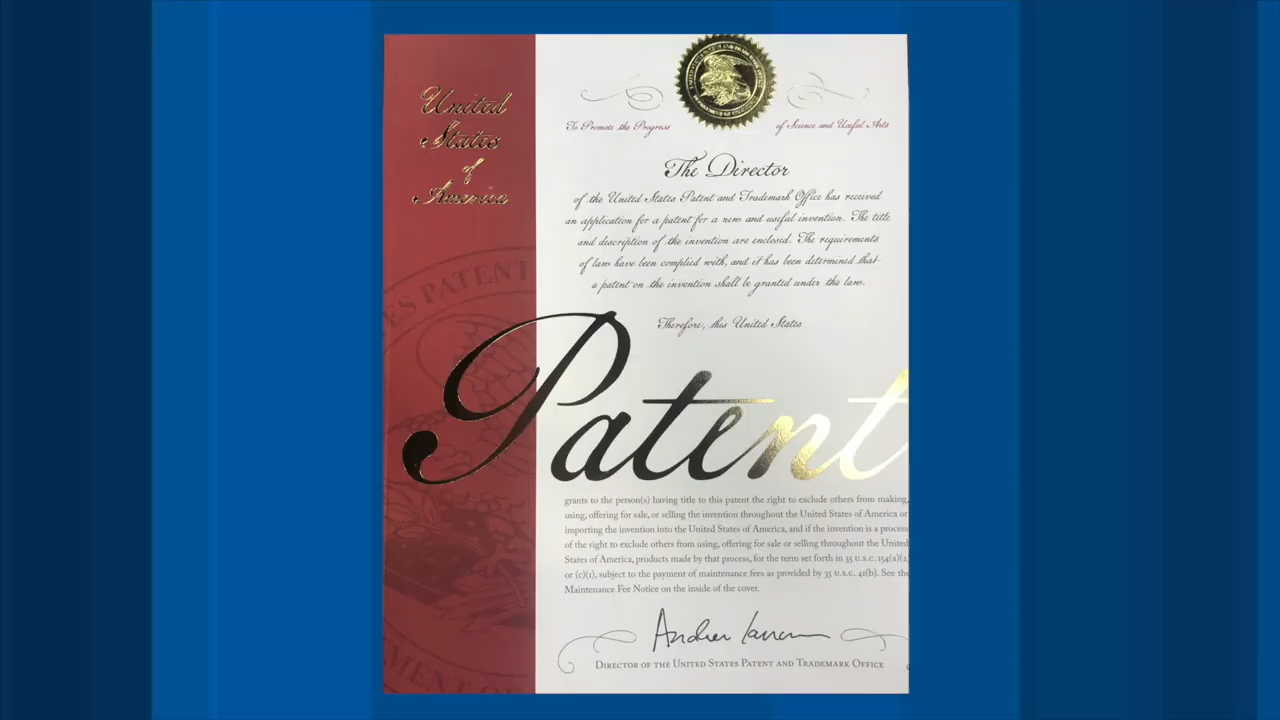 United
States
of
America
To Promote the Progress
of Science and Useful Arts
The Director
of the United States Patent and Trademark Office has received
an application for a patent for a new and useful invention. The title
and description of the invention are enclosed. The requirements
of law have been complied with, and it has been determined that
a patent on the invention shall be granted under the law.
Therefore, this United States
Patent
grants to the person(s) having title to this patent the right to exclude others from making,
using, offering for sale, or selling the invention throughout the United States of America or
importing the invention into the United States of America, and if the invention is a process
of the right to exclude others from using, offering for sale or selling throughout the United
States of America, products made by that process, for the term set forth in 35 U.S.C. 154(a)(2)
or (c)(1), subject to the payment of maintenance fees as provided by 35 U.S.C. 41(b). See the
Maintenance Fee Notice on the inside of the cover.
DIRECTOR OF THE UNITED STATES PATENT AND TRADEMARK OFFICE